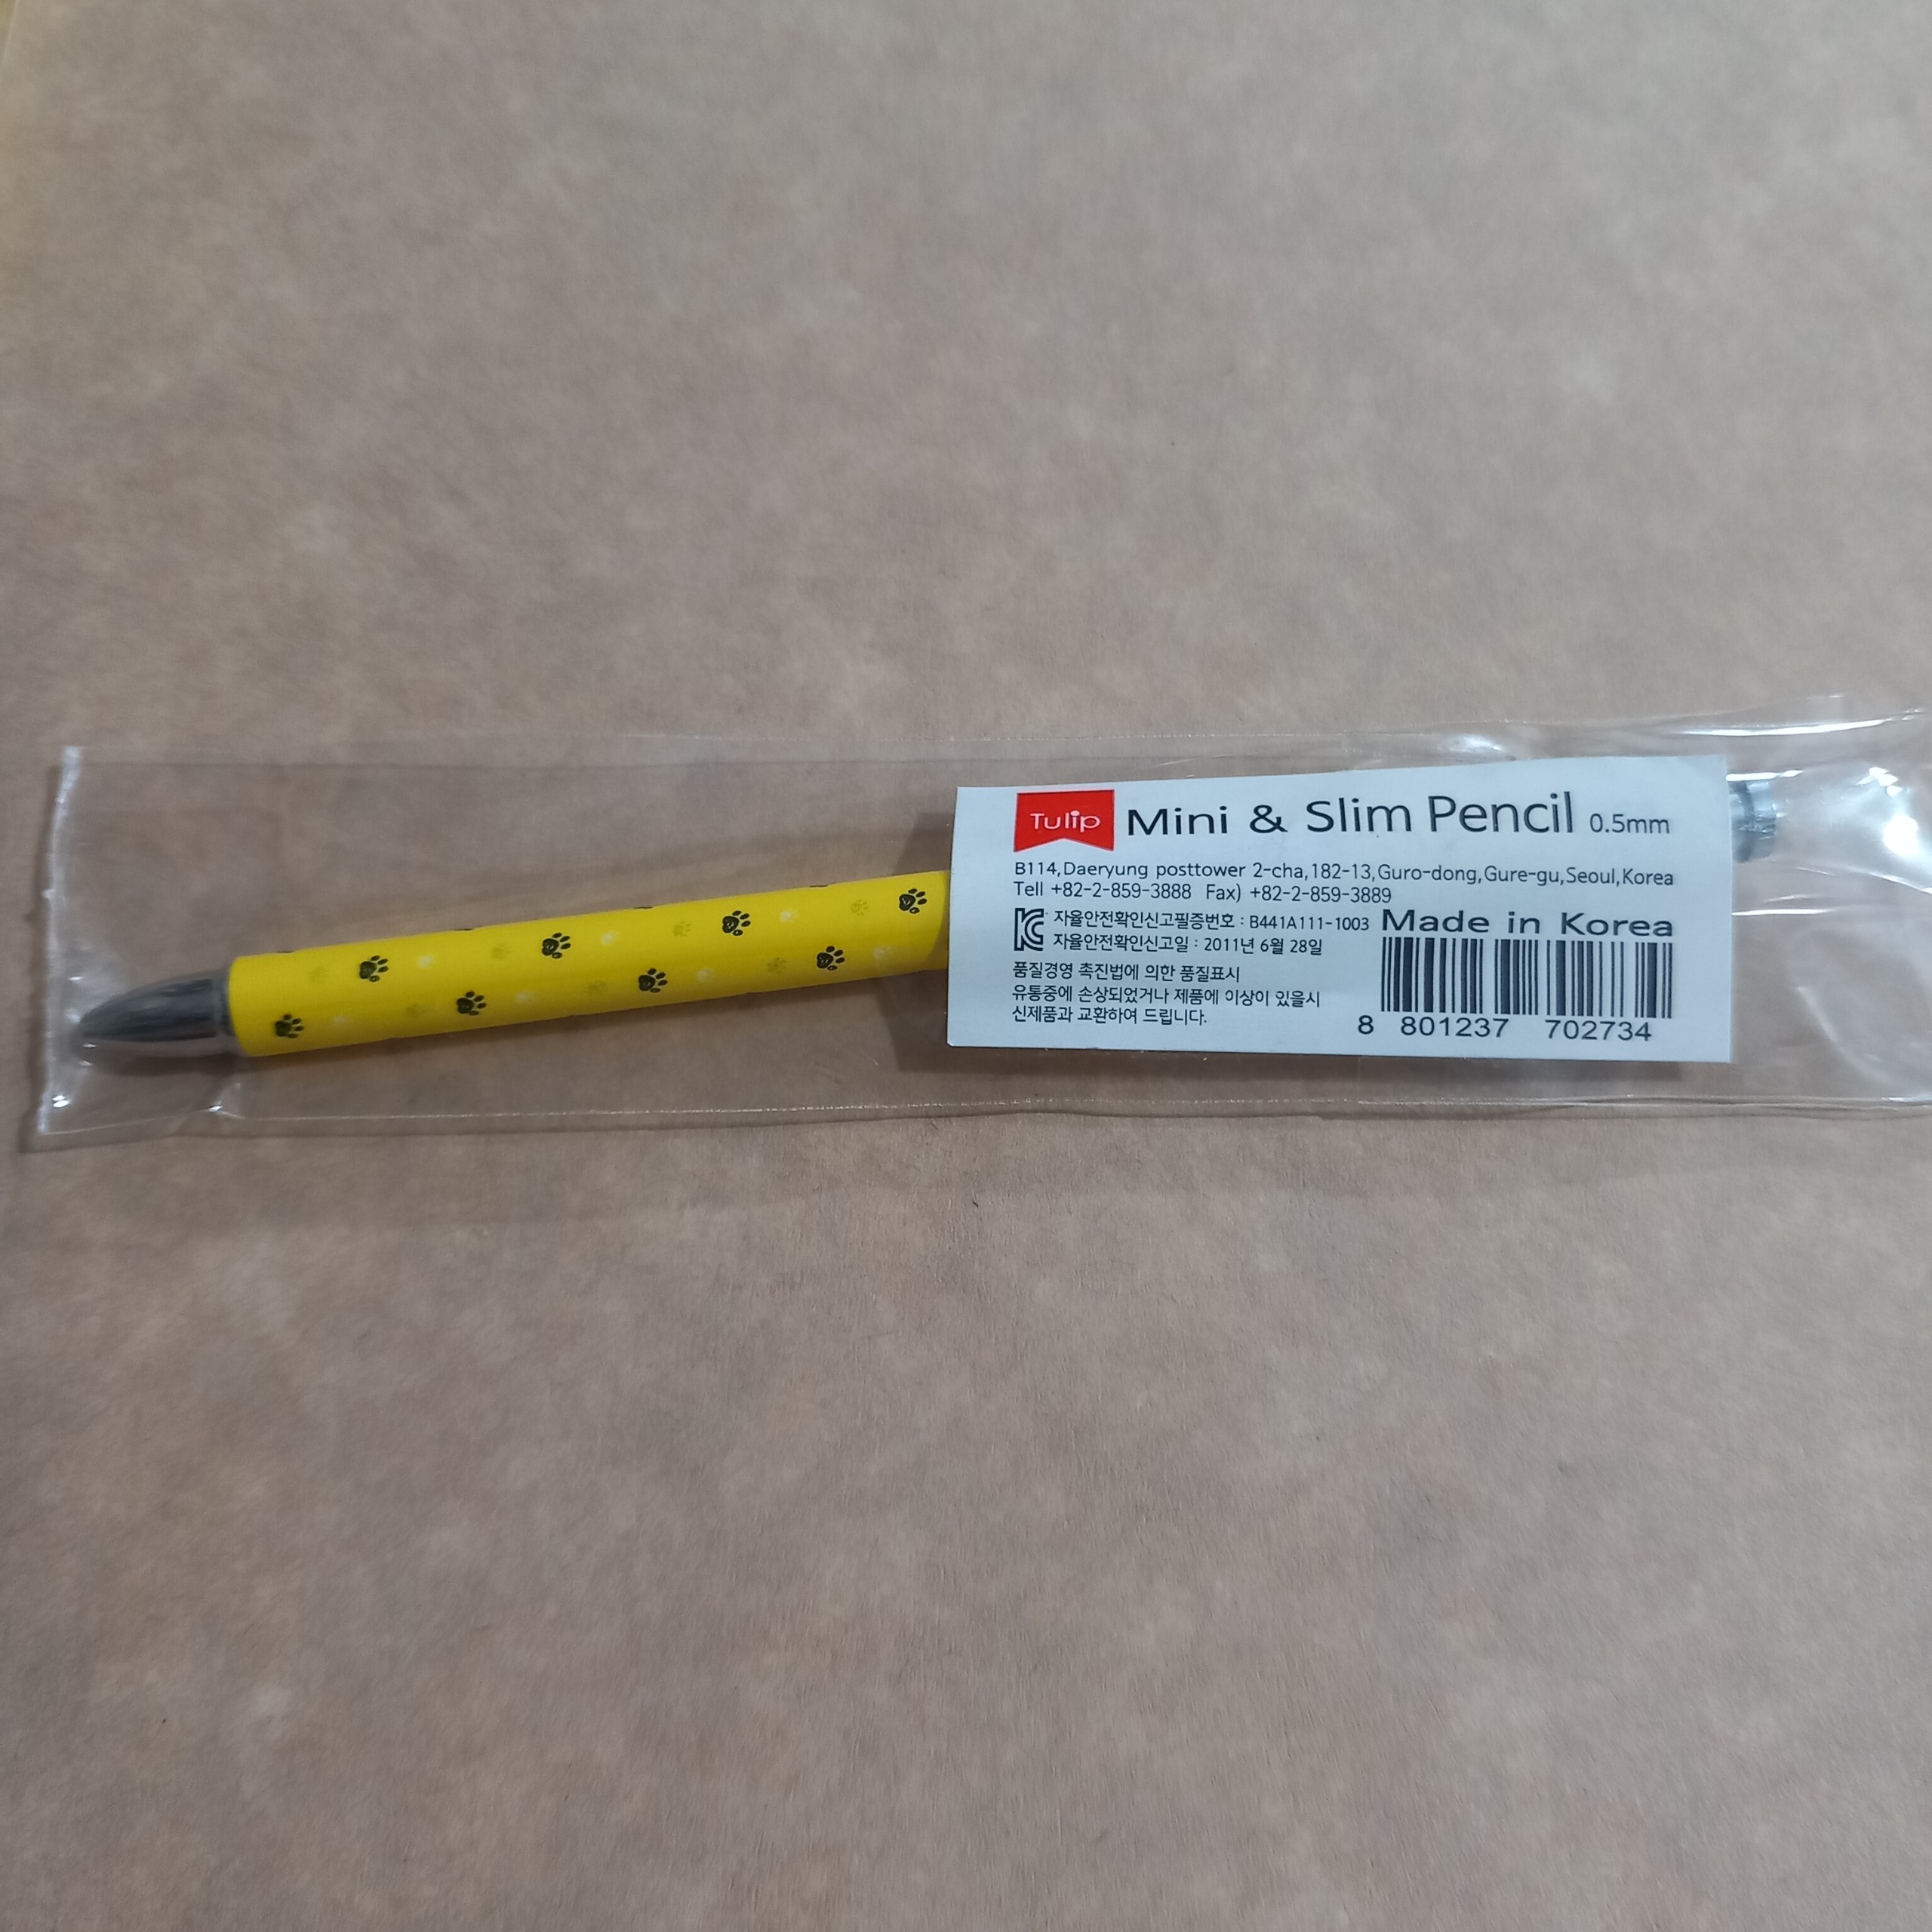 Tulip Mini & Slim Pencil 0.5mm
B114,Daeryung posttower 2-cha,182-13,Guro-dong,Gure-gu,Seoul,Korea
Tell +82-2-859-3888 Fax) +82-2-859-3889
자율안전확인신고필증번호 : B441A111-1003
자율안전확인신고일 : 2011년 6월 28일
Made in Korea
품질경영 촉진법에 의한 품질표시
유통중에 손상되었거나 제품에 이상이 있을시
신제품과 교환하여 드립니다.
8 801237 702734